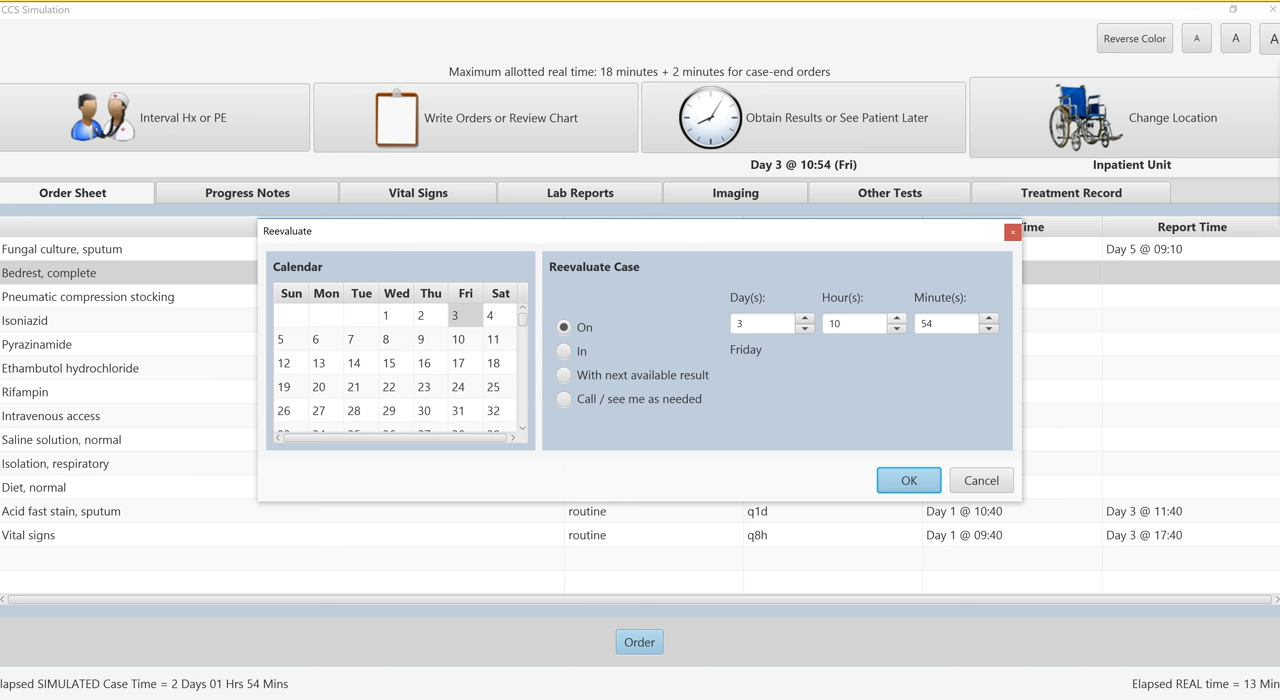 CCS Simulation
Reverse Color A A A
Maximum allotted real time: 18 minutes + 2 minutes for case-end orders
Interval Hx or PE Write Orders or Review Chart Obtain Results or See Patient Later Change Location
Day 3 @ 10:54 (Fri) Inpatient Unit
Order Sheet Progress Notes Vital Signs Lab Reports Imaging Other Tests Treatment Record
Report Time
Fungal culture, sputum Day 5 @ 09:10
Bedrest, complete
Pneumatic compression stocking
Isoniazid
Pyrazinamide
Ethambutol hydrochloride
Rifampin
Intravenous access
Saline solution, normal
Isolation, respiratory
Diet, normal
Acid fast stain, sputum routine q1d Day 1 @ 10:40 Day 3 @ 11:40
Vital signs routine q8h Day 1 @ 09:40 Day 3 @ 17:40
Reevaluate
Calendar
Sun Mon Tue Wed Thu Fri Sat
1 2 3 4
5 6 7 8 9 10 11
12 13 14 15 16 17 18
19 20 21 22 23 24 25
26 27 28 29 30 31 32
Reevaluate Case
Day(s): Hour(s): Minute(s):
3 10 54
Friday
On
In
With next available result
Call / see me as needed
OK Cancel
Order
lapsed SIMULATED Case Time = 2 Days 01 Hrs 54 Mins Elapsed REAL time = 13 Min